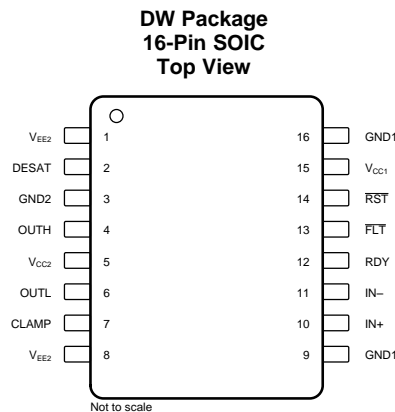 DW Package
16-Pin SOIC
Top View
VEE2 1 16 GND1
DESAT 2 15 VCC1
GND2 3 14 RST
OUTH 4 13 FLT
VCC2 5 12 RDY
OUTL 6 11 IN–
CLAMP 7 10 IN+
VEE2 8 9 GND1
Not to scale